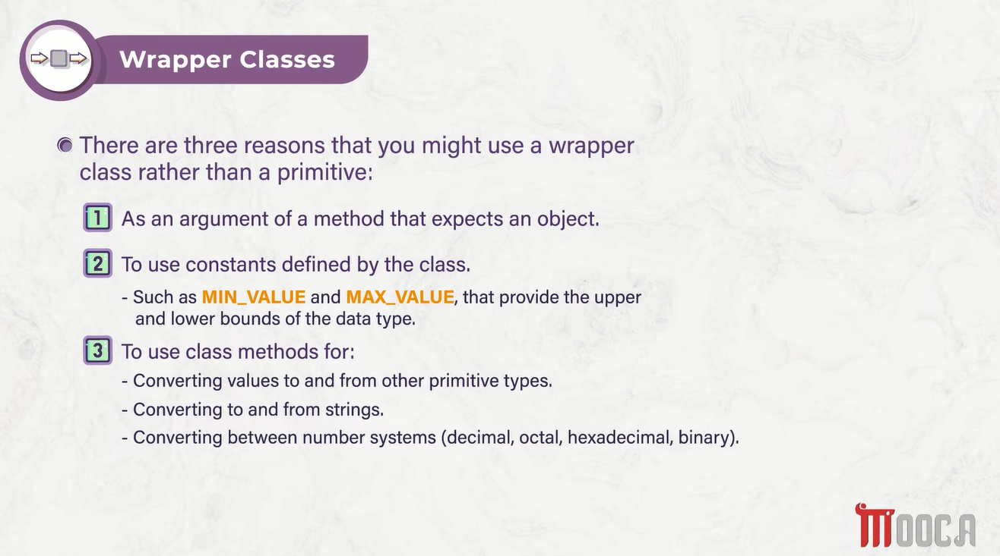 Wrapper Classes
There are three reasons that you might use a wrapper
class rather than a primitive:
1 As an argument of a method that expects an object.
2 To use constants defined by the class.
- Such as MIN_VALUE and MAX_VALUE, that provide the upper
and lower bounds of the data type.
3 To use class methods for:
- Converting values to and from other primitive types.
- Converting to and from strings.
- Converting between number systems (decimal, octal, hexadecimal, binary).
MOOCA